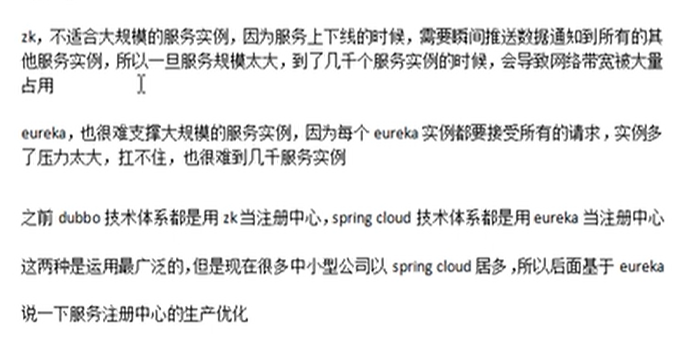 zk，不适合大规模的服务实例，因为服务上下线的时候，需要瞬间推送数据通知到所有的其
他服务实例，所以一旦服务规模太大，到了几千个服务实例的时候，会导致网络带宽被大量
占用
eureka，也很难支撑大规模的服务实例，因为每个 eureka 实例都要接受所有的请求，实例多
了压力太大，扛不住，也很难到几千服务实例
之前 dubbo 技术体系都是用 zk 当注册中心，spring cloud 技术体系都是用 eureka 当注册中心
这两种是运用最广泛的，但是现在很多中小型公司以 spring cloud 居多，所以后面基于 eureka
说一下服务注册中心的生产优化